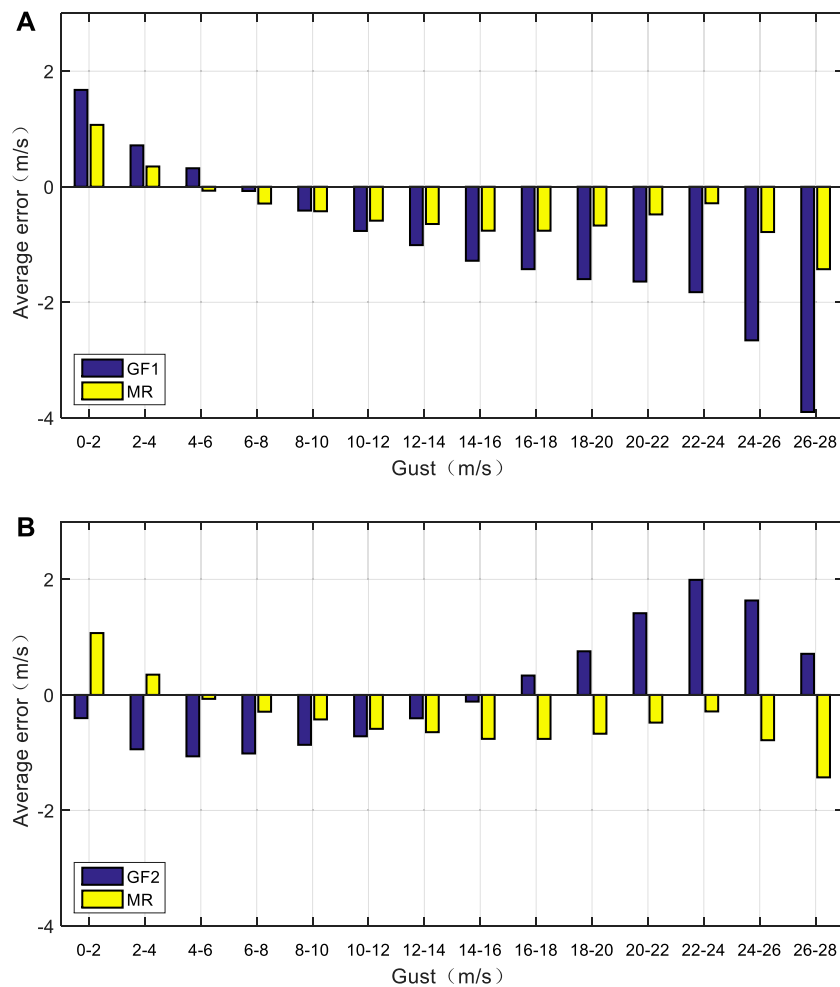 A
Average error（m/s）
2
0
-2
-4
GF1
MR
0-2 2-4 4-6 6-8 8-10 10-12 12-14 14-16 16-18 18-20 20-22 22-24 24-26 26-28
Gust（m/s）
B
Average error（m/s）
2
0
-2
-4
GF2
MR
0-2 2-4 4-6 6-8 8-10 10-12 12-14 14-16 16-18 18-20 20-22 22-24 24-26 26-28
Gust（m/s）